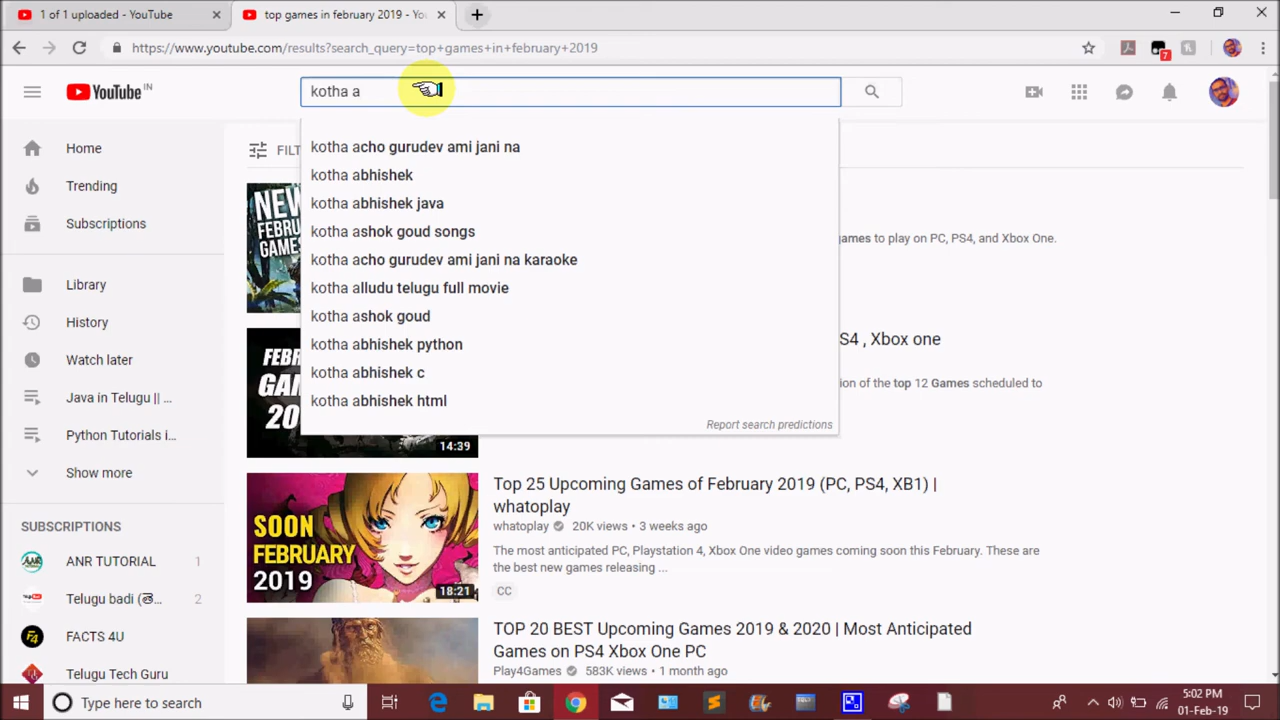 1 of 1 uploaded - YouTube
top games in february 2019 - You
https://www.youtube.com/results?search_query=top+games+in+february+2019
7
YouTube IN
kotha a
Home
Trending
Subscriptions
Library
History
Watch later
Java in Telugu || ...
Python Tutorials i...
Show more
SUBSCRIPTIONS
ANR TUTORIAL 1
Telugu badi (తె... 2
FACTS 4U
Telugu Tech Guru
FILT
kotha acho gurudev ami jani na
kotha abhishek
kotha abhishek java
kotha ashok goud songs
kotha acho gurudev ami jani na karaoke
kotha alludu telugu full movie
kotha ashok goud
kotha abhishek python
kotha abhishek c
kotha abhishek html
Report search predictions
NEW
games to play on PC, PS4, and Xbox One.
S4 , Xbox one
ion of the top 12 Games scheduled to
14:39
SOON
FEBRUARY
2019
18:21
Top 25 Upcoming Games of February 2019 (PC, PS4, XB1) |
whatoplay
whatoplay 20K views • 3 weeks ago
The most anticipated PC, Playstation 4, Xbox One video games coming soon this February. These are
the best new games releasing ...
CC
TOP 20 BEST Upcoming Games 2019 & 2020 | Most Anticipated
Games on PS4 Xbox One PC
Play4Games 583K views • 1 month ago
Type here to search
5:02 PM
01-Feb-19